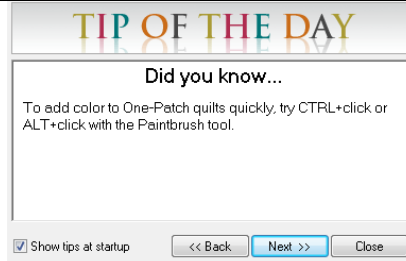 TIP OF THE DAY
Did you know...
To add color to One-Patch quilts quickly, try CTRL+click or
ALT+click with the Paintbrush tool.
Show tips at startup
<< Back
Next >>
Close